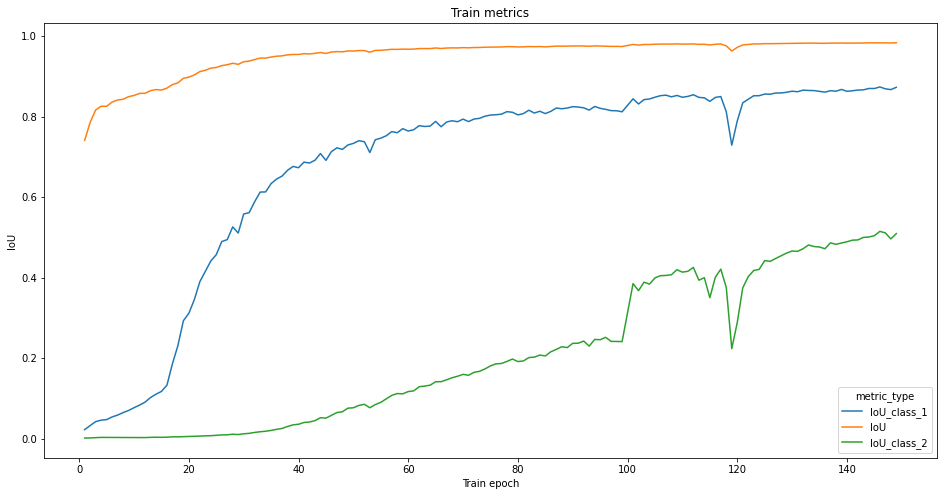 Train metrics
1.0
0.8
0.6
0.4
0.2
0.0
IoU
0 20 40 60 80 100 120 140
Train epoch
metric_type
IoU_class_1
IoU
IoU_class_2